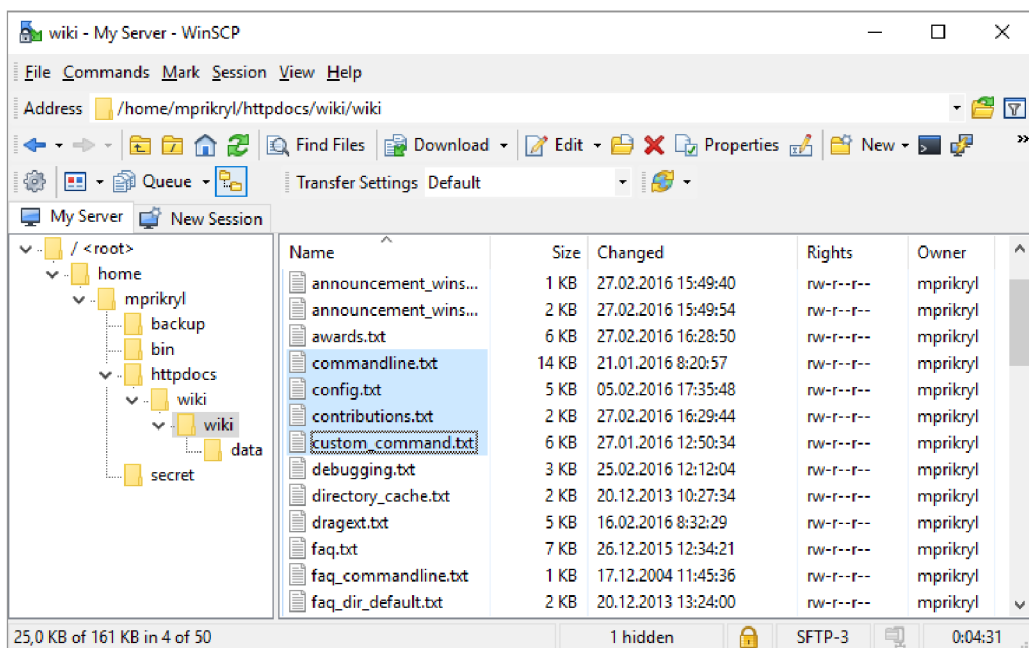 wiki - My Server - WinSCP
File Commands Mark Session View Help
Address /home/mprikryl/httpdocs/wiki/wiki
Find Files Download Edit Properties New »
Queue Transfer Settings Default
My Server New Session
/ <root>
home
mprikryl
backup
bin
httpdocs
wiki
wiki
data
secret
Name Size Changed Rights Owner
announcement_wins... 1 KB 27.02.2016 15:49:40 rw-r--r-- mprikryl
announcement_wins... 2 KB 27.02.2016 15:49:54 rw-r--r-- mprikryl
awards.txt 6 KB 27.02.2016 16:28:50 rw-r--r-- mprikryl
commandline.txt 14 KB 21.01.2016 8:20:57 rw-r--r-- mprikryl
config.txt 5 KB 05.02.2016 17:35:48 rw-r--r-- mprikryl
contributions.txt 2 KB 27.02.2016 16:29:44 rw-r--r-- mprikryl
custom_command.txt 6 KB 27.01.2016 12:50:34 rw-r--r-- mprikryl
debugging.txt 3 KB 25.02.2016 12:12:04 rw-r--r-- mprikryl
directory_cache.txt 2 KB 20.12.2013 10:27:34 rw-r--r-- mprikryl
dragext.txt 5 KB 16.02.2016 8:32:29 rw-r--r-- mprikryl
faq.txt 7 KB 26.12.2015 12:34:21 rw-r--r-- mprikryl
faq_commandline.txt 1 KB 17.12.2004 11:45:36 rw-r--r-- mprikryl
faq_dir_default.txt 2 KB 20.12.2013 13:24:00 rw-r--r-- mprikryl
25,0 KB of 161 KB in 4 of 50 1 hidden SFTP-3 0:04:31